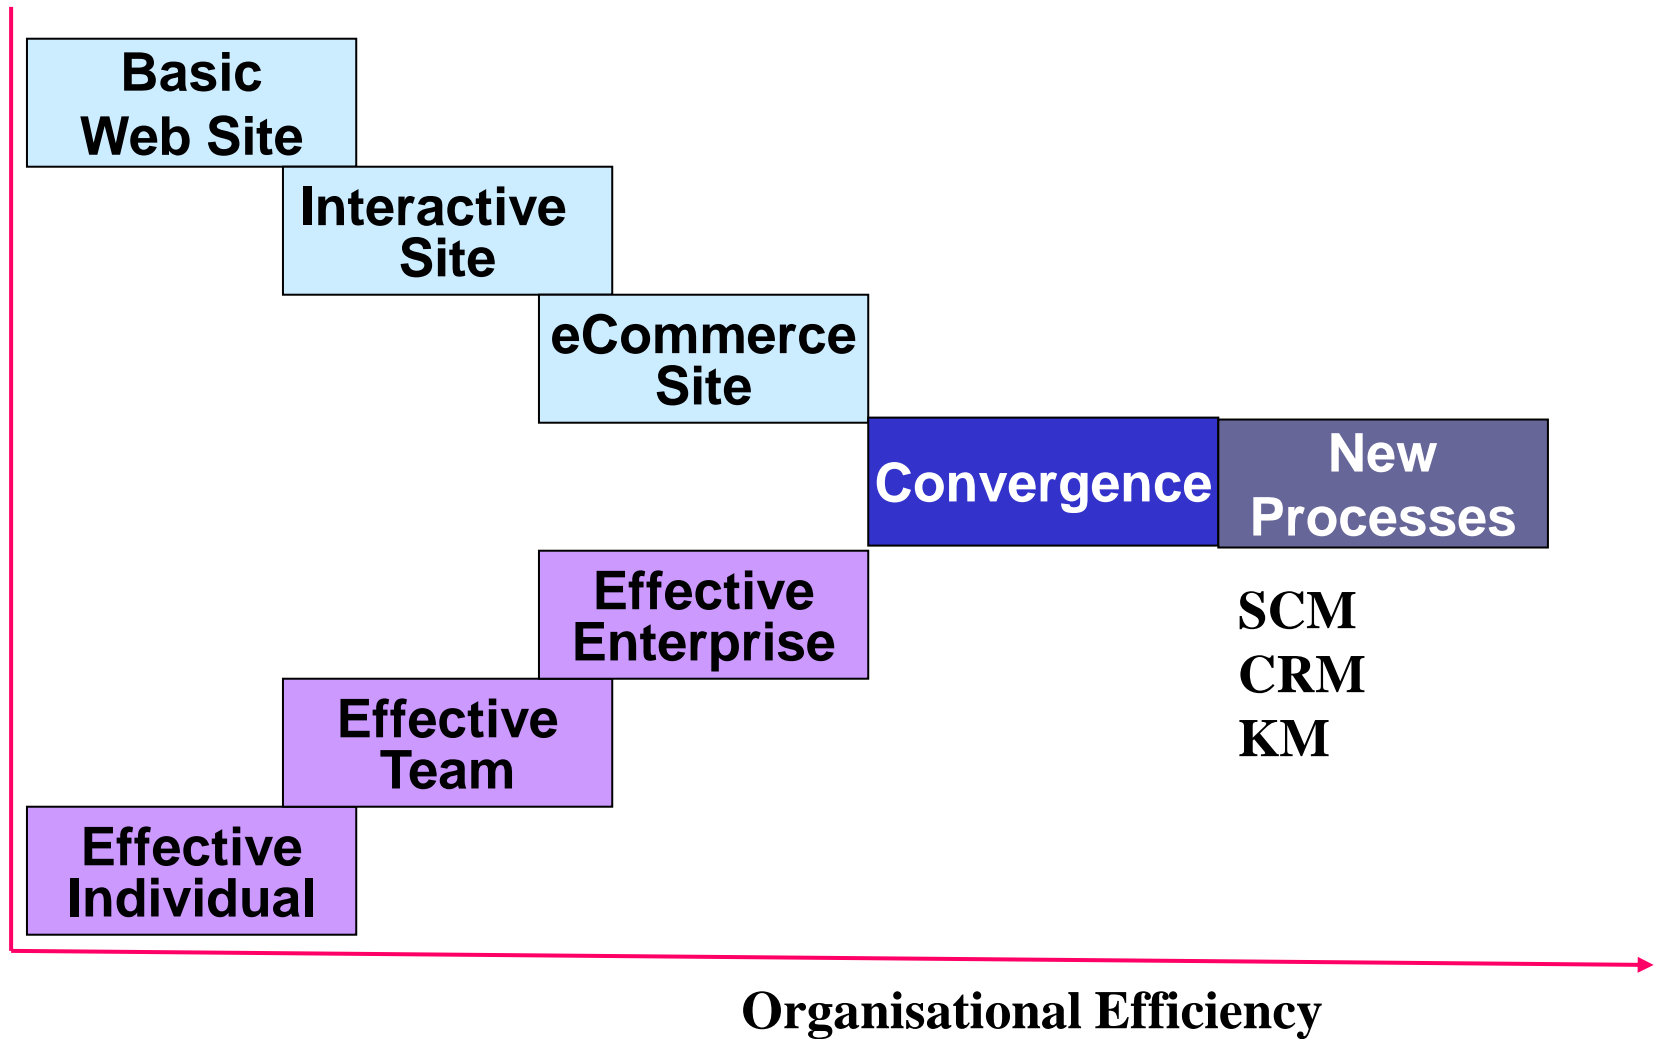 Basic
Web Site
Interactive
Site
eCommerce
Site
Convergence
New
Processes
Effective
Enterprise
SCM
CRM
KM
Effective
Team
Effective
Individual
Organisational Efficiency